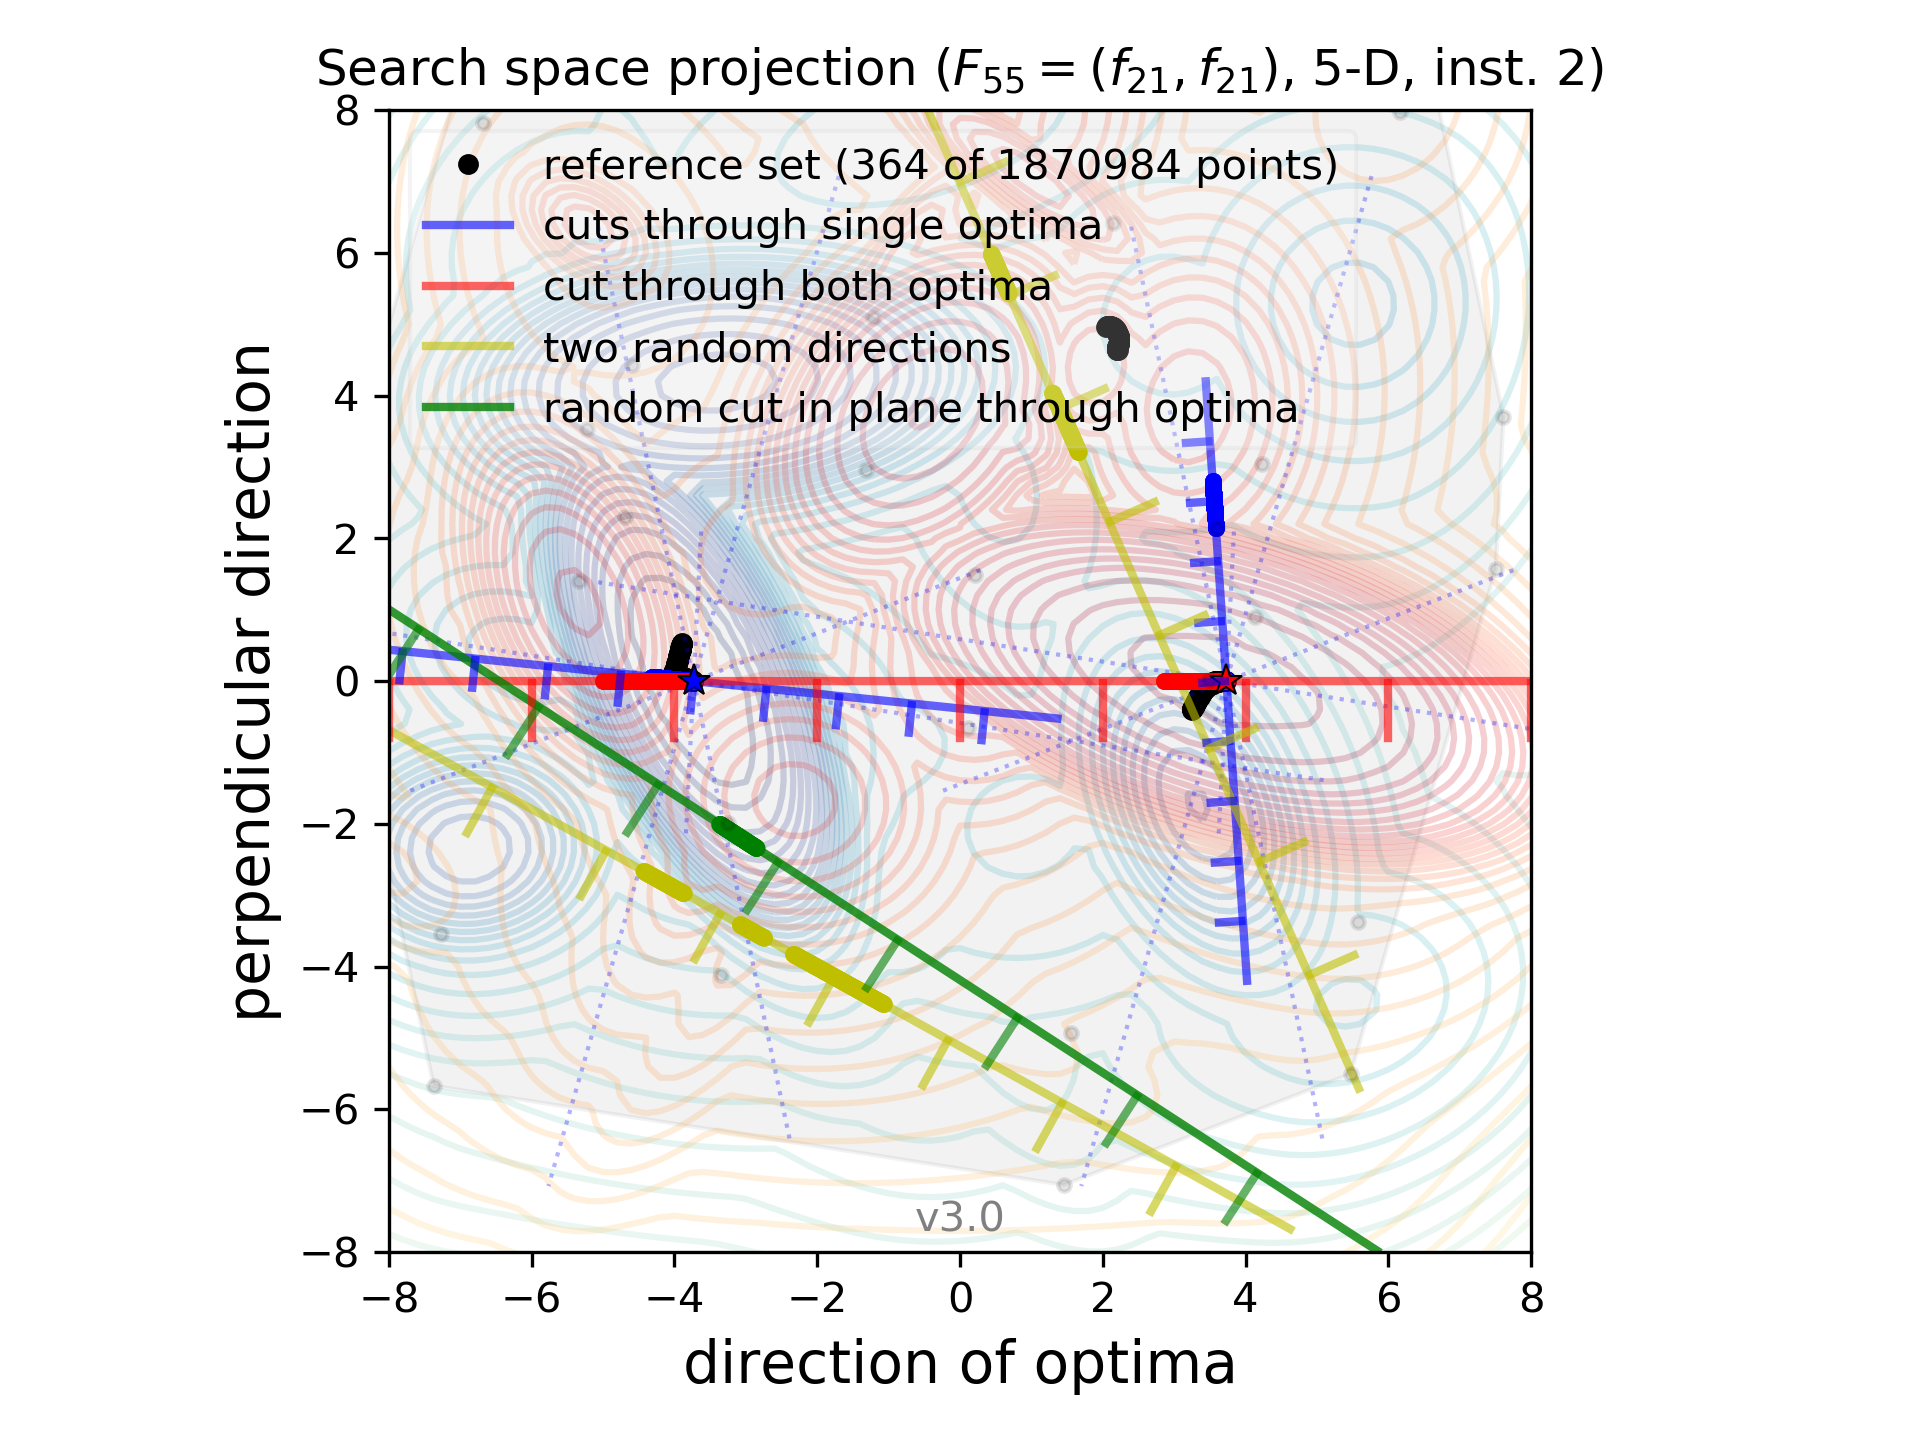 Search space projection (F55 = (f21, f21), 5-D, inst. 2)
reference set (364 of 1870984 points)
cuts through single optima
cut through both optima
two random directions
random cut in plane through optima
8
6
4
2
0
−2
−4
−6
−8
perpendicular direction
v3.0
−8 −6 −4 −2 0 2 4 6 8
direction of optima